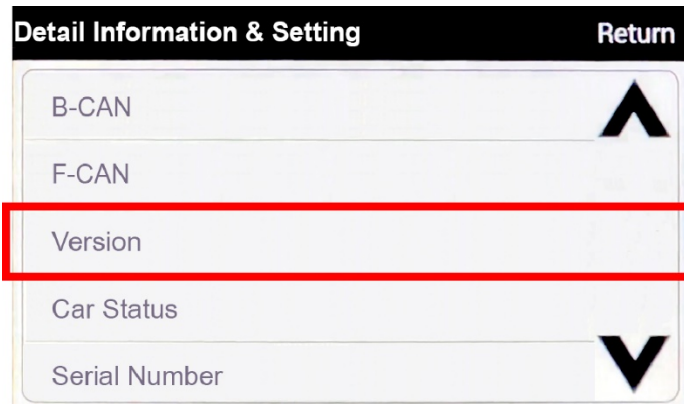 Detail Information & Setting Return
B-CAN
F-CAN
Version
Car Status
Serial Number